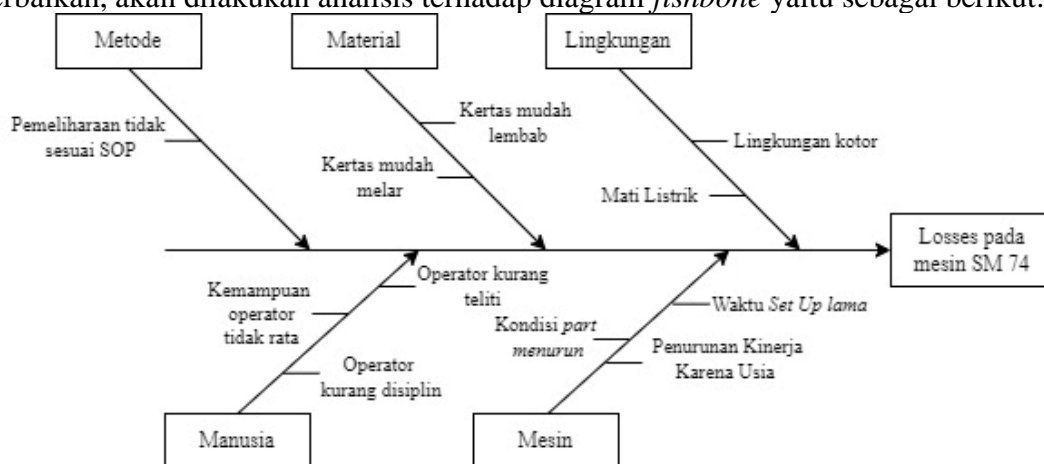 erbaikan, akan dilakukan analisis terhadap diagram fishbone yaitu sebagai berikut:
Metode
Material
Lingkungan
Pemeliharaan tidak
sesuai SOP
Kertas mudah
lembab
Kertas mudah
melar
Lingkungan kotor
Mati Listrik
Losses pada
mesin SM 74
Kemampuan
operator
tidak rata
Operator kurang
teliti
Operator
kurang disiplin
Kondisi part
menurun
Waktu Set Up lama
Penurunan Kinerja
Karena Usia
Manusia
Mesin